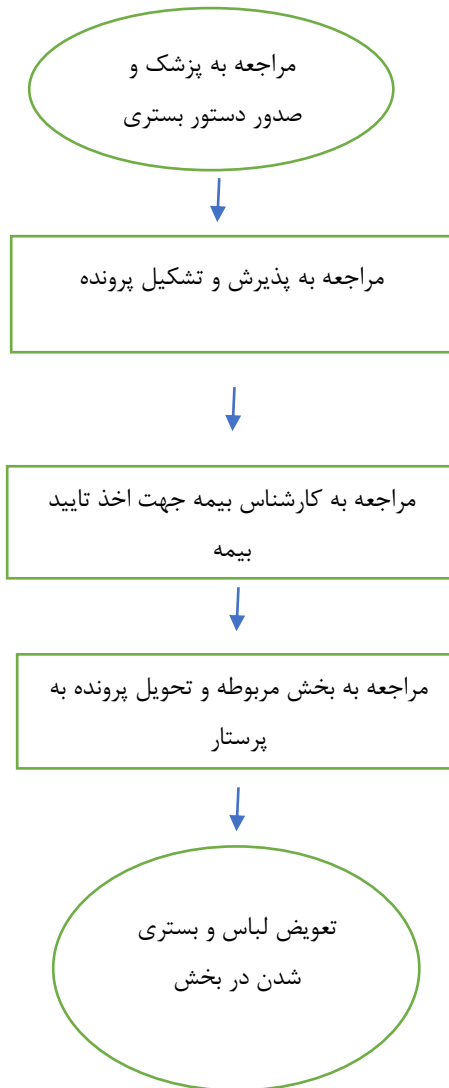 مراجعه به پزشک و
صدور دستور بستری
مراجعه به پذیرش و تشکیل پرونده
مراجعه به کارشناس بیمه جهت اخذ تایید
بیمه
مراجعه به بخش مربوطه و تحویل پرونده به
پرستار
تعویض لباس و بستری
شدن در بخش